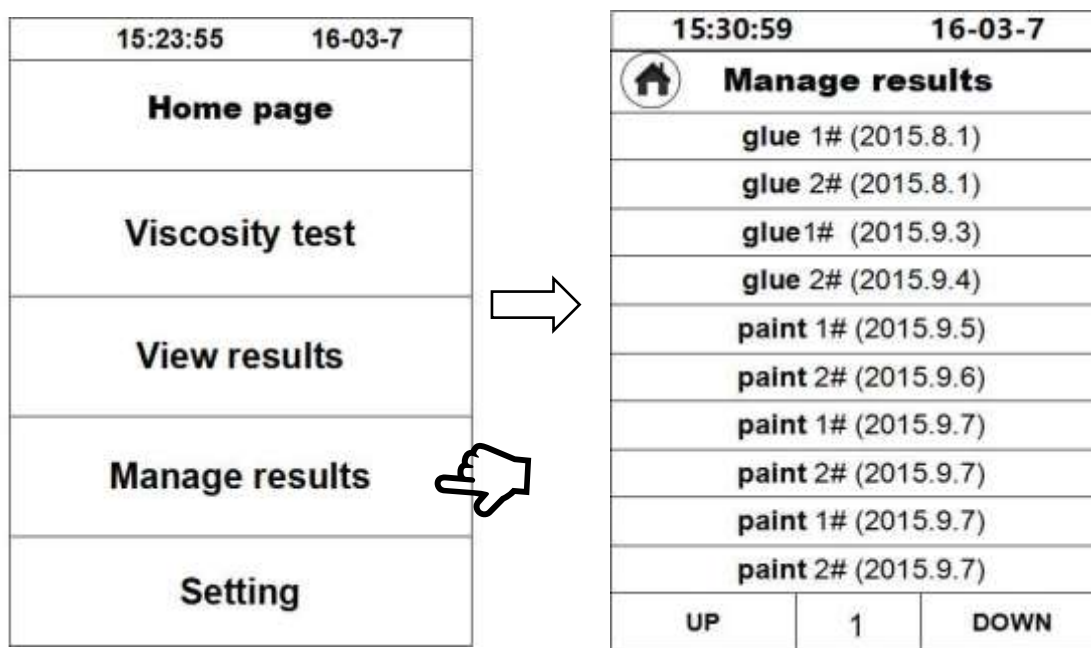 15:23:55 16-03-7
Home page
Viscosity test
View results
Manage results
Setting
15:30:59 16-03-7
Manage results
glue 1# (2015.8.1)
glue 2# (2015.8.1)
glue1# (2015.9.3)
glue 2# (2015.9.4)
paint 1# (2015.9.5)
paint 2# (2015.9.6)
paint 1# (2015.9.7)
paint 2# (2015.9.7)
paint 1# (2015.9.7)
paint 2# (2015.9.7)
UP 1 DOWN